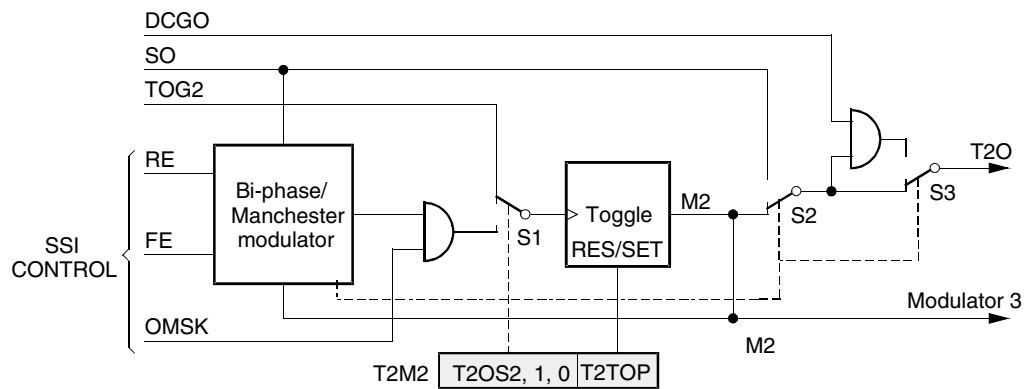 DCGO
SO
TOG2
RE
FE
SSI
CONTROL
OMSK
Bi-phase/
Manchester
modulator
S1
Toggle
RES/SET
M2
S2
S3
T2O
Modulator 3
M2
T2M2
T2OS2, 1, 0
T2TOP